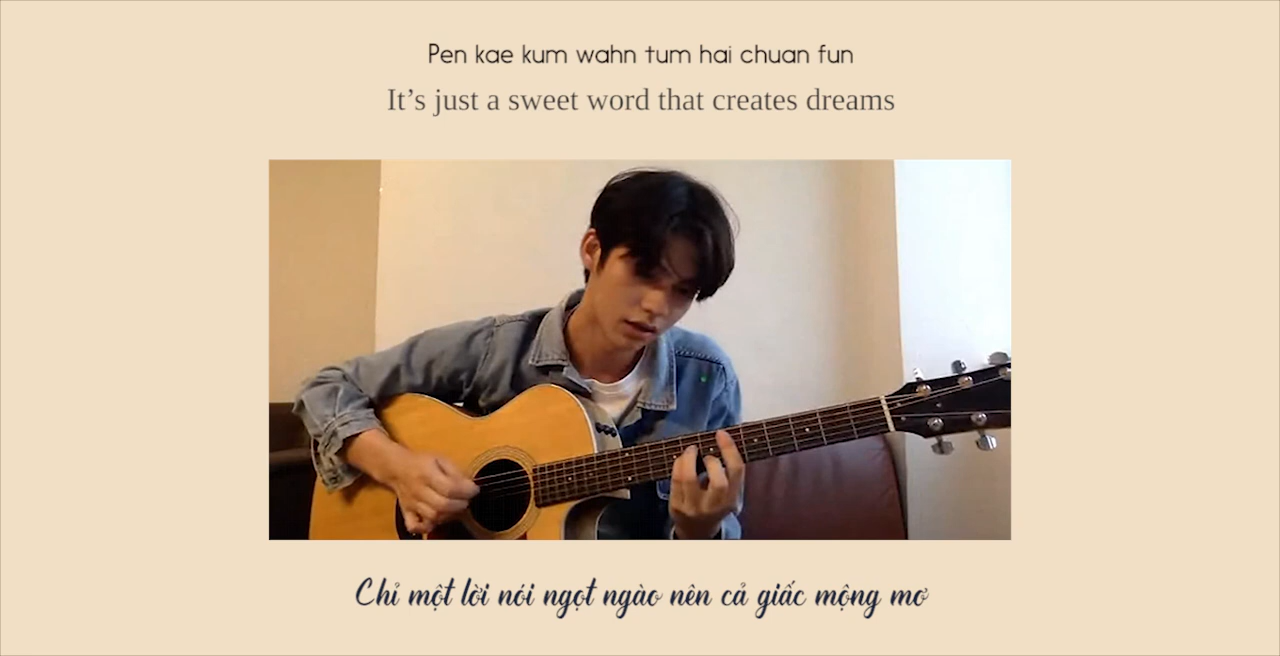 Pen kae kum wahn tum hai chuan fun
It’s just a sweet word that creates dreams
Chỉ một lời nói ngọt ngào nên cả giấc mộng mơ